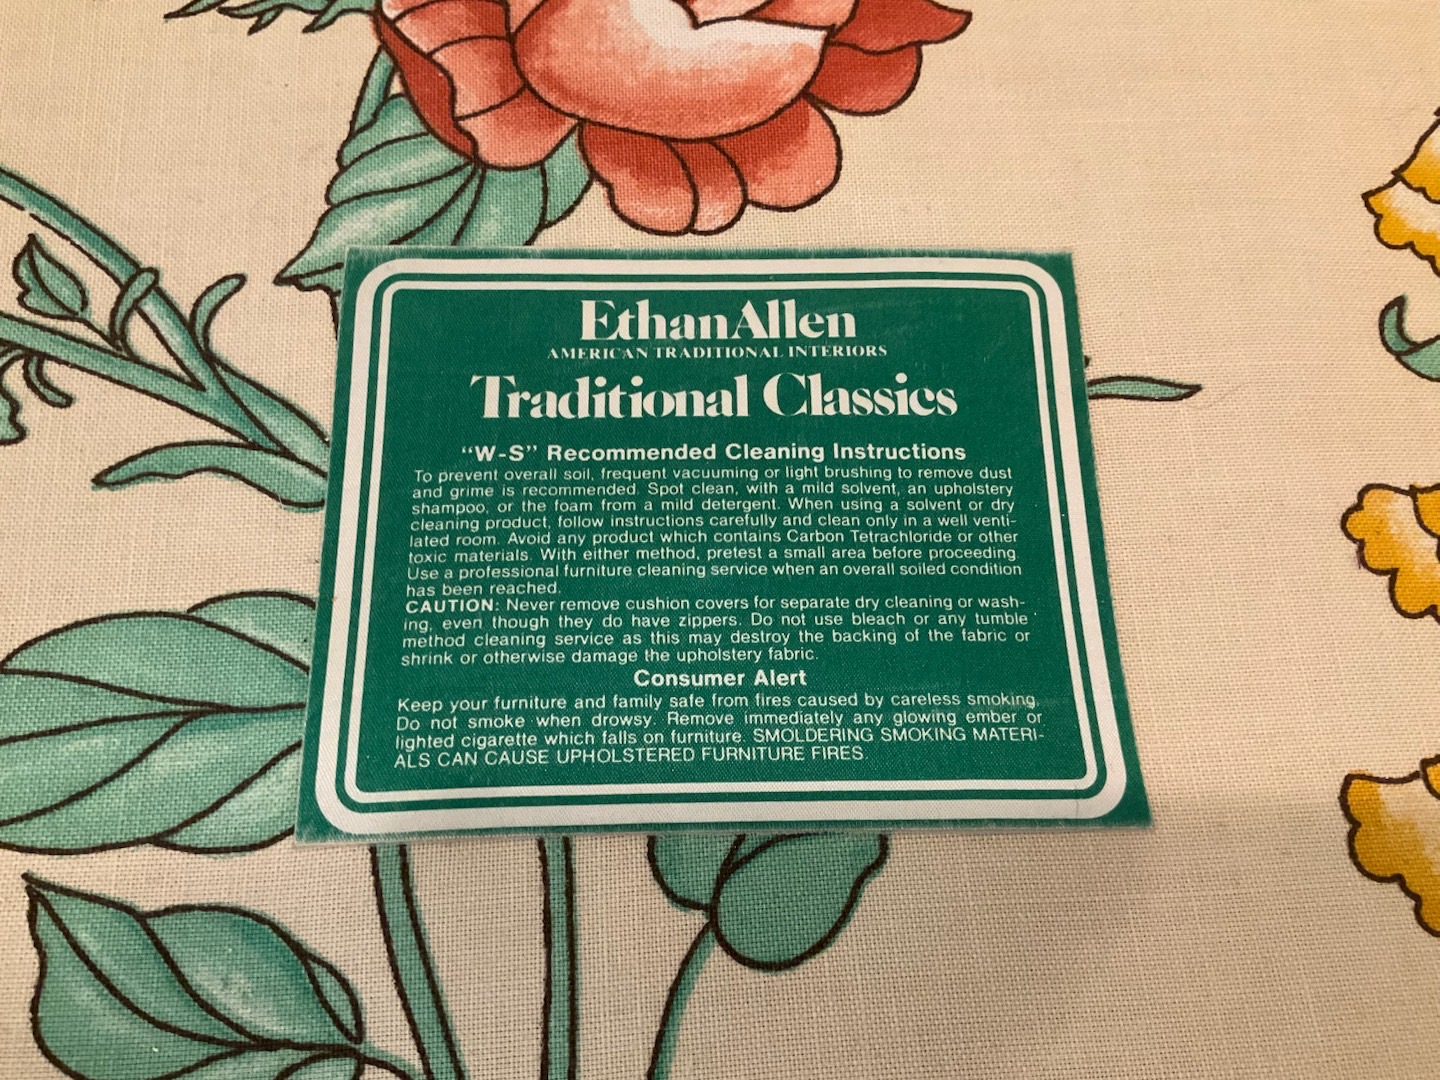 Ethan Allen
AMERICAN TRADITIONAL INTERIORS
Traditional Classics
“W-S” Recommended Cleaning Instructions
To prevent overall soil, frequent vacuuming or light brushing to remove dust
and grime is recommended. Spot clean, with a mild solvent, an upholstery
shampoo, or the foam from a mild detergent. When using a solvent or dry
cleaning product, follow instructions carefully and clean only in a well venti-
lated room. Avoid any product which contains Carbon Tetrachloride or other
toxic materials. With either method, pretest a small area before proceeding.
Use a professional furniture cleaning service when an overall soiled condition
has been reached.
CAUTION: Never remove cushion covers for separate dry cleaning or wash-
ing, even though they do have zippers. Do not use bleach or any tumble
method cleaning service as this may destroy the backing of the fabric or
shrink or otherwise damage the upholstery fabric.
Consumer Alert
Keep your furniture and family safe from fires caused by careless smoking.
Do not smoke when drowsy. Remove immediately any glowing ember or
lighted cigarette which falls on furniture. SMOLDERING SMOKING MATERI-
ALS CAN CAUSE UPHOLSTERED FURNITURE FIRES.